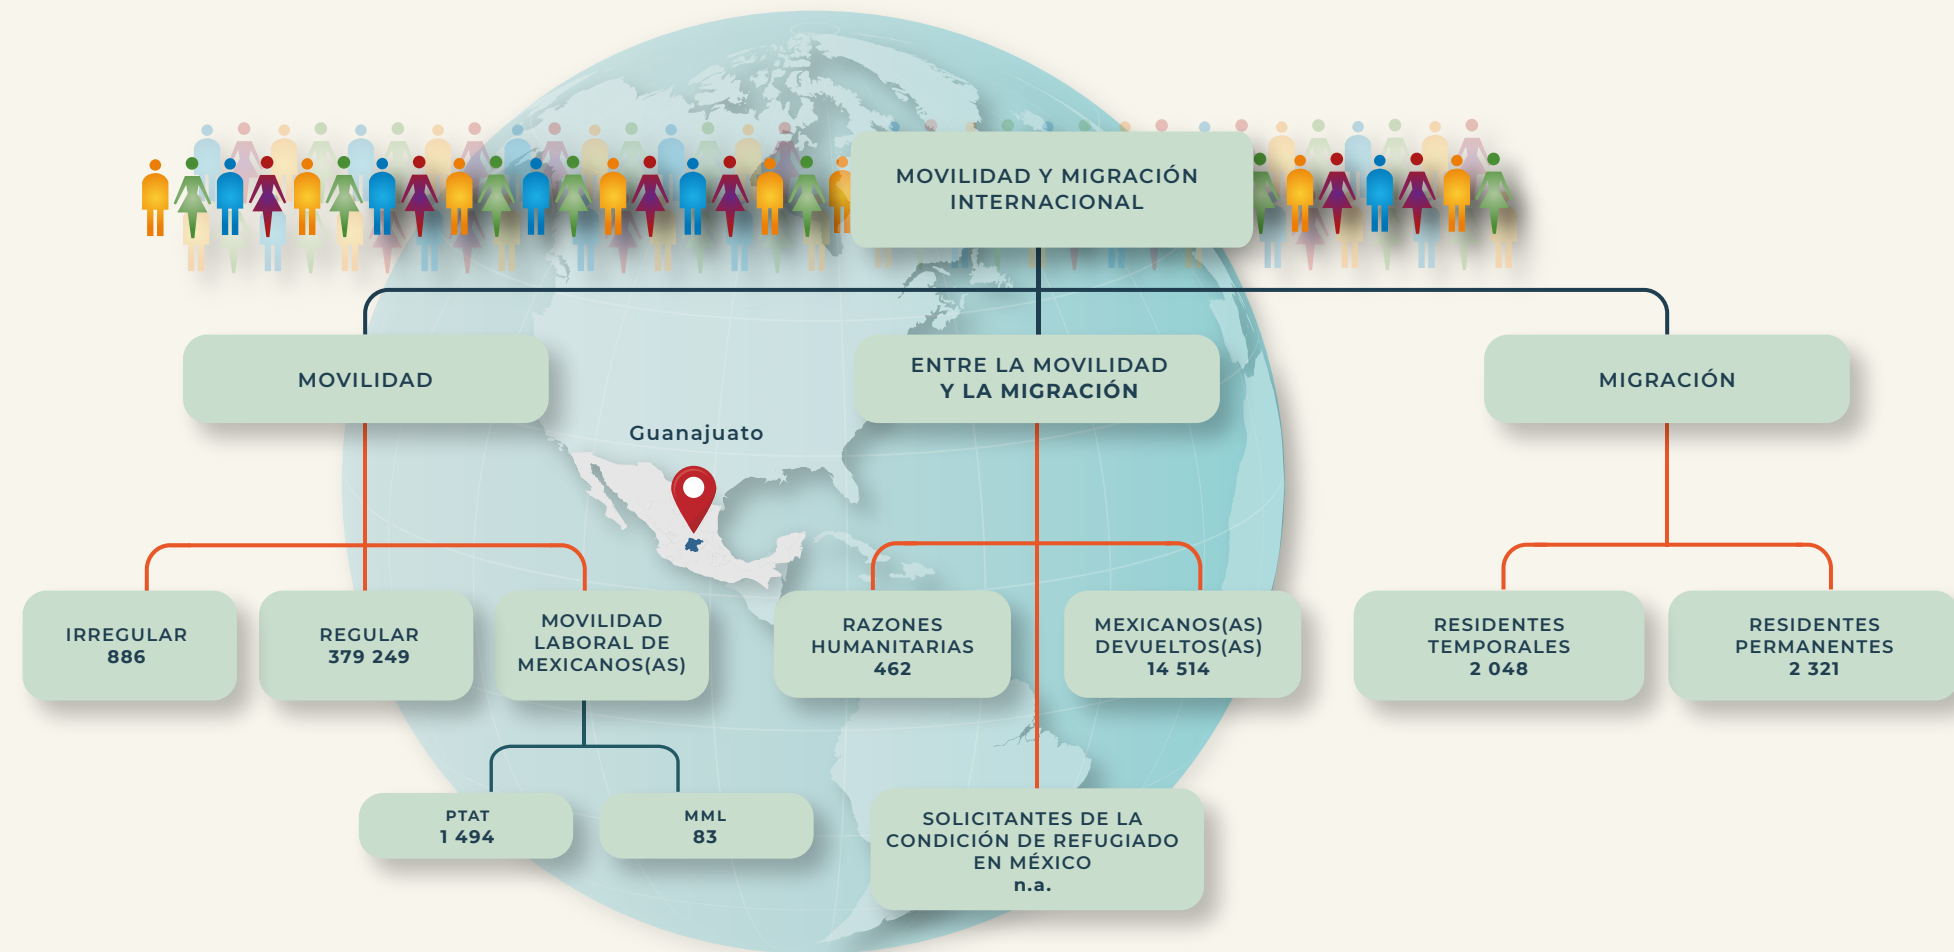 MOVILIDAD Y MIGRACIÓN
INTERNACIONAL
MOVILIDAD
ENTRE LA MOVILIDAD
Y LA MIGRACIÓN
MIGRACIÓN
Guanajuato
IRREGULAR
886
REGULAR
379 249
MOVILIDAD
LABORAL DE
MEXICANOS(AS)
RAZONES
HUMANITARIAS
462
MEXICANOS(AS)
DEVUELTOS(AS)
14 514
RESIDENTES
TEMPORALES
2 048
RESIDENTES
PERMANENTES
2 321
PTAT
1 494
MML
83
SOLICITANTES DE LA
CONDICIÓN DE REFUGIADO
EN MÉXICO
n.a.